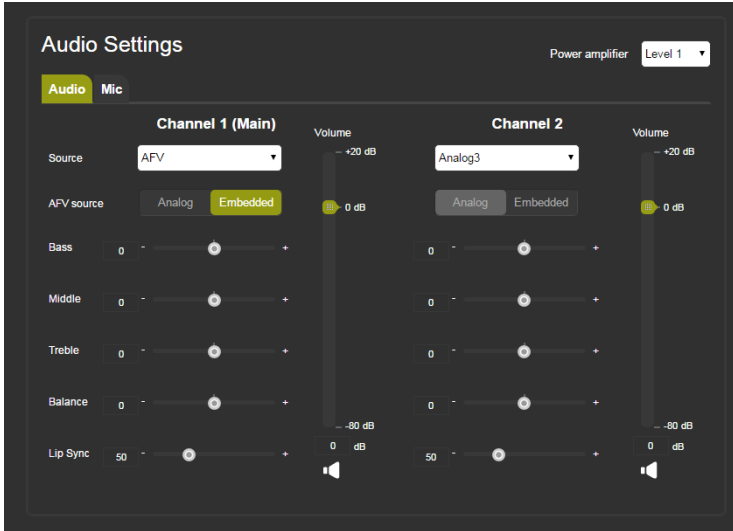 Audio Settings
Power amplifier Level 1
Audio Mic
Channel 1 (Main) Volume Channel 2 Volume
Source AFV +20 dB Analog3 +20 dB
AFV source Analog Embedded 0 dB Analog Embedded 0 dB
Bass 0 - + 0 - +
Middle 0 - + 0 - +
Treble 0 - + 0 - +
Balance 0 - + 0 - +
-80 dB -80 dB
Lip Sync 50 - + 0 dB 50 - + 0 dB